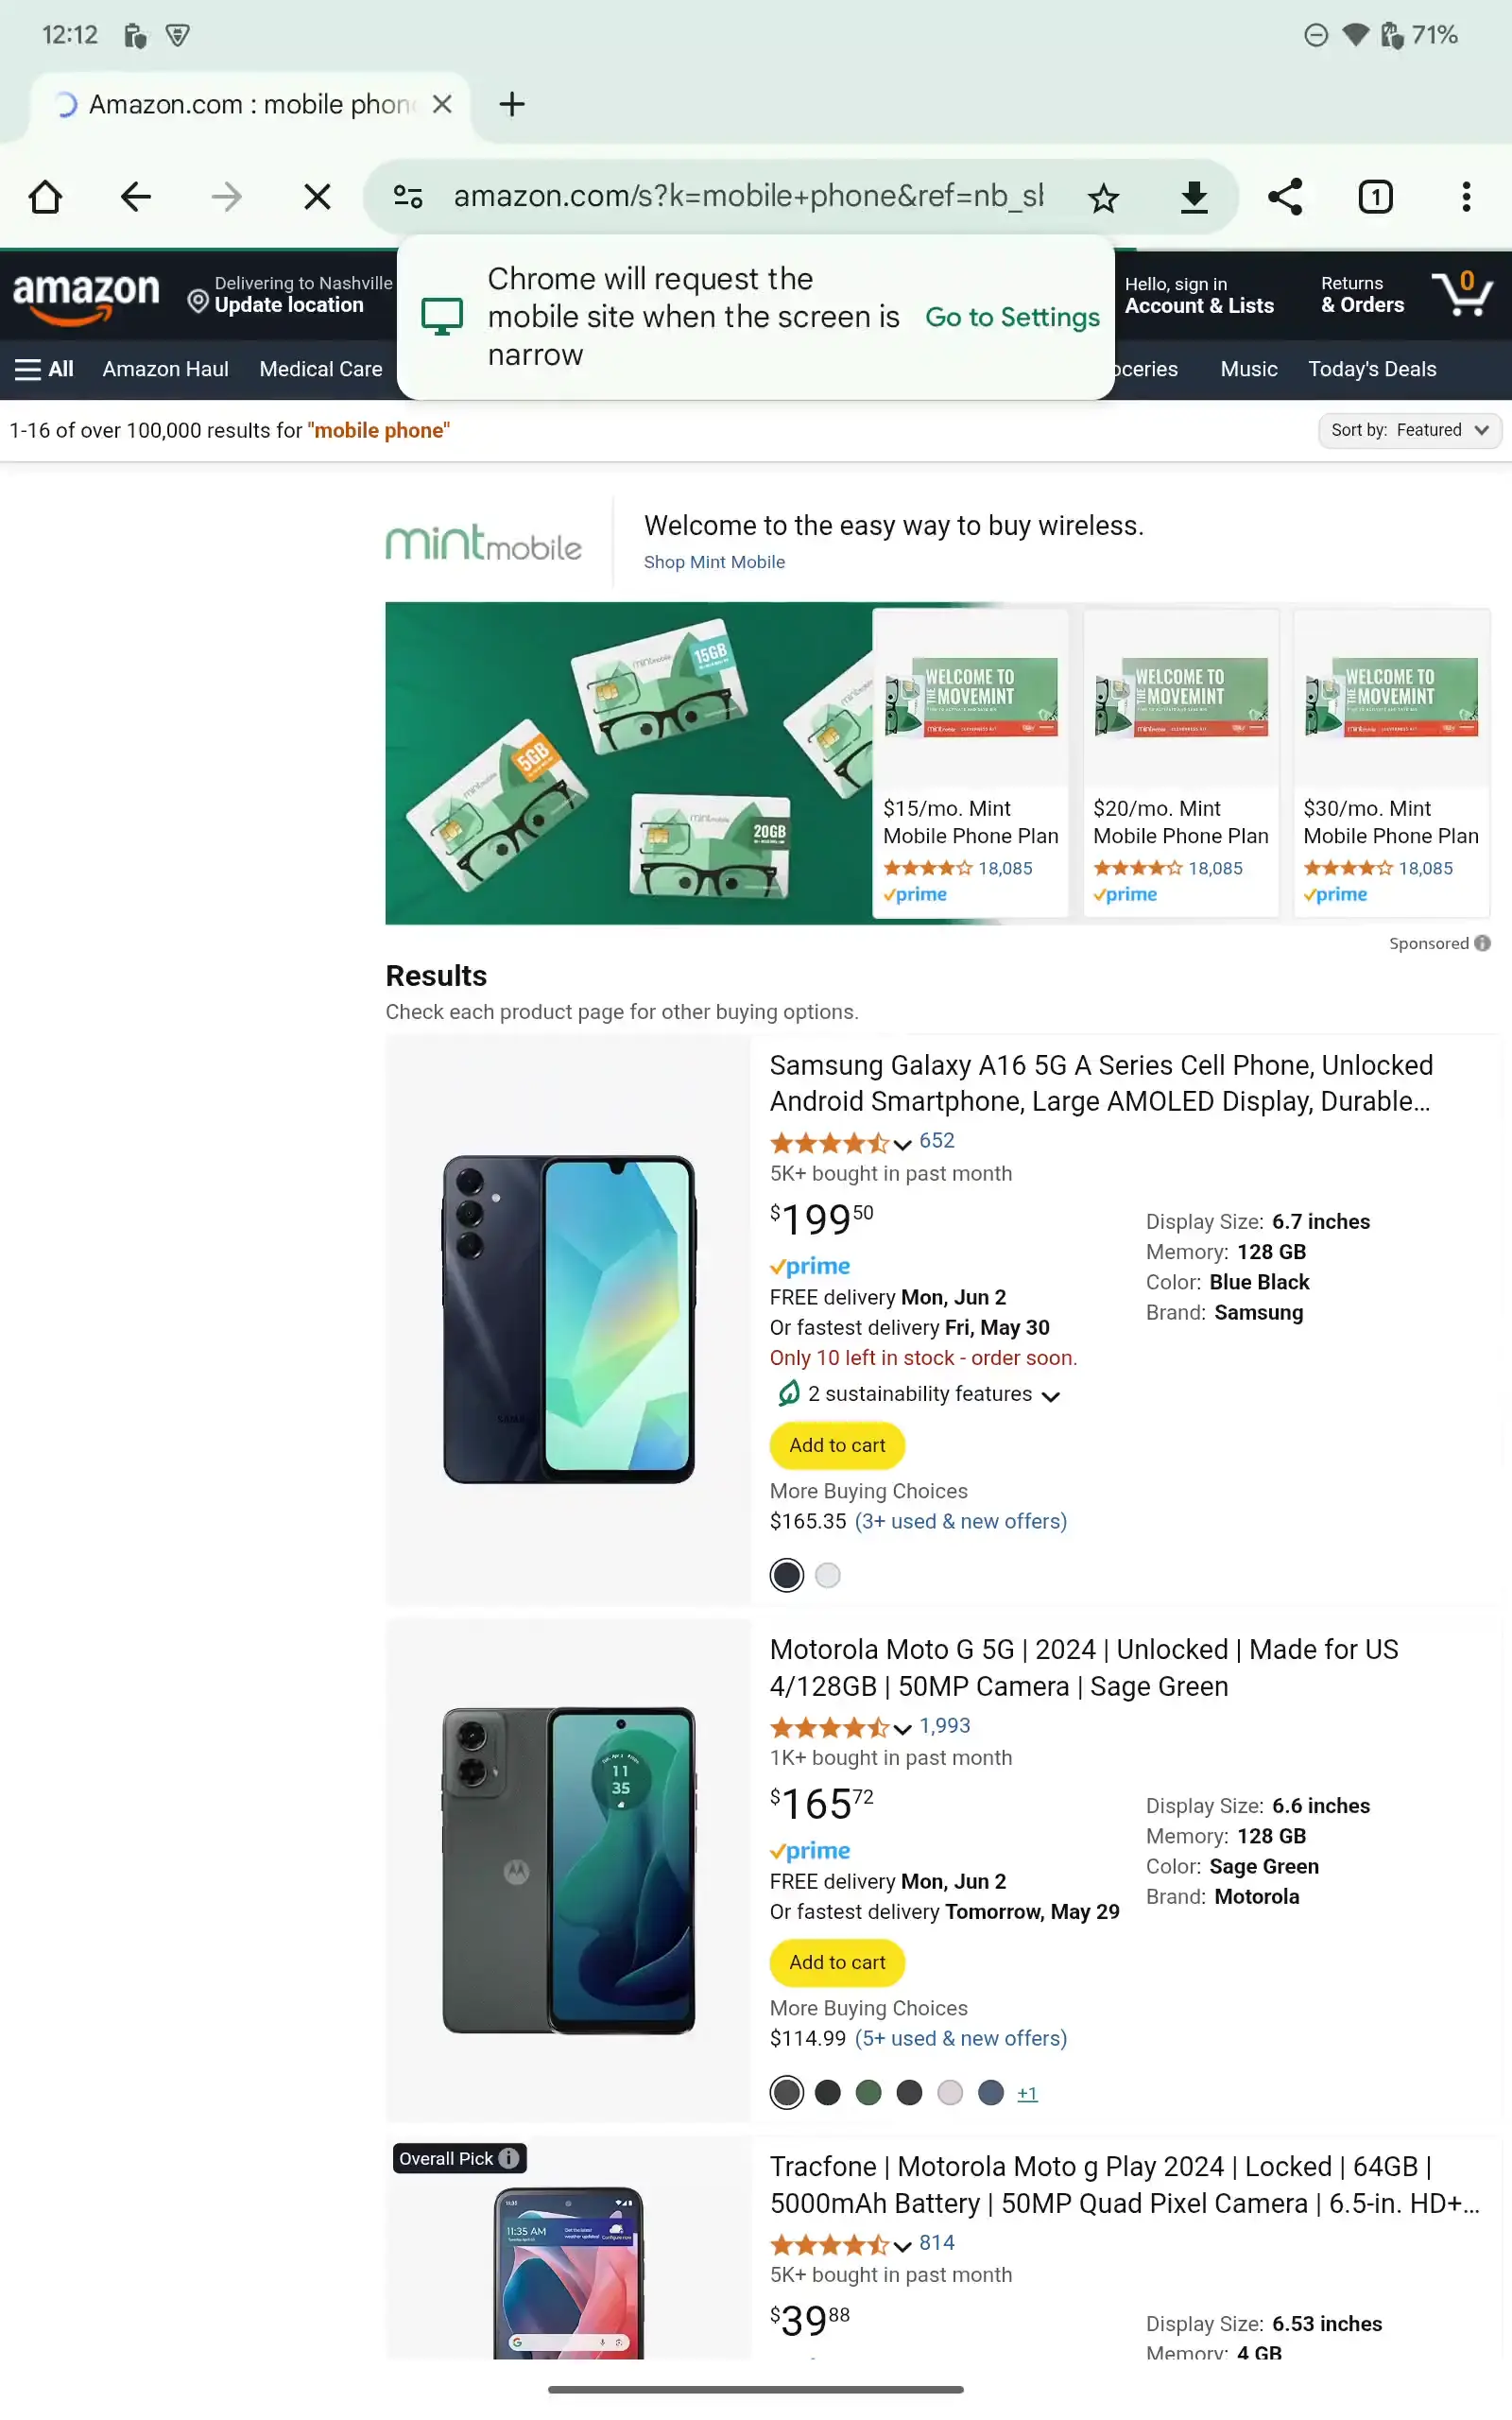 12:12
71%
Amazon.com : mobile phon
amazon.com/s?k=mobile+phone&ref=nb_sl
1
Chrome will request the
mobile site when the screen is
narrow
Go to Settings
amazon
Delivering to Nashville
Update location
Hello, sign in
Account & Lists
Returns
& Orders
0
All
Amazon Haul
Medical Care
oceries
Music
Today's Deals
1-16 of over 100,000 results for "mobile phone"
Sort by: Featured
mint mobile
Welcome to the easy way to buy wireless.
Shop Mint Mobile
15GB
5GB
20GB
WELCOME TO
THE MOVEMINT
$15/mo. Mint
Mobile Phone Plan
18,085
prime
WELCOME TO
THE MOVEMINT
$20/mo. Mint
Mobile Phone Plan
18,085
prime
WELCOME TO
THE MOVEMINT
$30/mo. Mint
Mobile Phone Plan
18,085
prime
Sponsored
Results
Check each product page for other buying options.
Samsung Galaxy A16 5G A Series Cell Phone, Unlocked
Android Smartphone, Large AMOLED Display, Durable...
652
5K+ bought in past month
$19950
prime
FREE delivery Mon, Jun 2
Or fastest delivery Fri, May 30
Only 10 left in stock - order soon.
2 sustainability features
Add to cart
More Buying Choices
$165.35 (3+ used & new offers)
Display Size: 6.7 inches
Memory: 128 GB
Color: Blue Black
Brand: Samsung
Motorola Moto G 5G | 2024 | Unlocked | Made for US
4/128GB | 50MP Camera | Sage Green
1,993
1K+ bought in past month
$16572
prime
FREE delivery Mon, Jun 2
Or fastest delivery Tomorrow, May 29
Add to cart
More Buying Choices
$114.99 (5+ used & new offers)
+1
Display Size: 6.6 inches
Memory: 128 GB
Color: Sage Green
Brand: Motorola
11
35
Overall Pick
11:35 AM
Tracfone | Motorola Moto g Play 2024 | Locked | 64GB |
5000mAh Battery | 50MP Quad Pixel Camera | 6.5-in. HD+...
814
5K+ bought in past month
$3988
Display Size: 6.53 inches
Memory: 4 GB